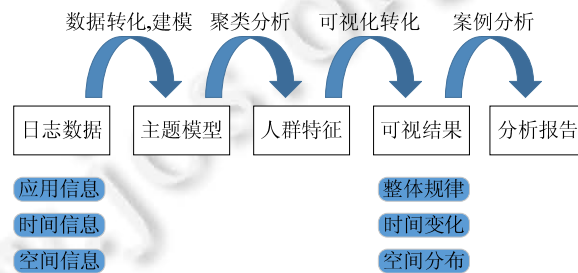 数据转化,建模 聚类分析 可视化转化 案例分析
日志数据 主题模型 人群特征 可视结果 分析报告
应用信息 整体规律
时间信息 时间变化
空间信息 空间分布